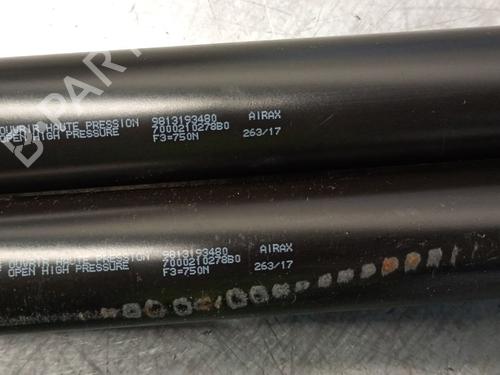 OUVRIR HAUTE PRESSION 9813193480 AIRAX
OPEN HIGH PRESSURE 7000210278B0
F3=750N 263/17
OUVRIR HAUTE PRESSION 9813193480 AIRAX
OPEN HIGH PRESSURE 7000210278B0
F3=750N 263/17